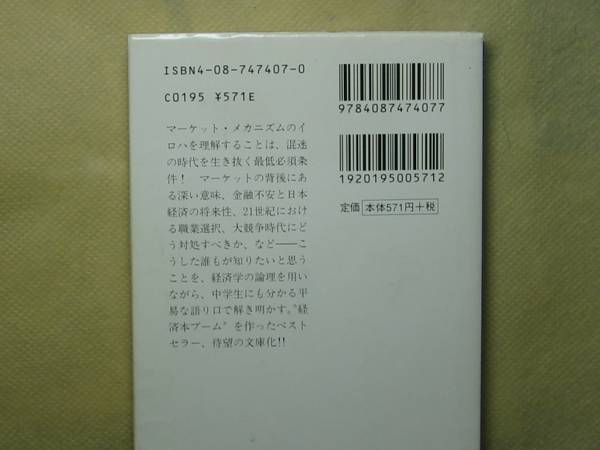 ISBN4-08-747407-0
C0195 ¥571E
マーケット・メカニズムのイ
ロハを理解することは、混迷
の時代を生き抜く最低必須条
件！　マーケットの背後にあ
る深い意味、金融不安と日本
経済の将来性、21世紀におけ
る職業選択、大競争時代にど
う対処すべきか、など──こ
うした誰もが知りたいと思う
ことを、経済学の論理を用い
ながら、中学生にも分かる平
易な語り口で解き明かす。〝経
済本ブーム〟を作ったベスト
セラー、待望の文庫化!!
9784087474077
1920195005712
定価 本体571円+税